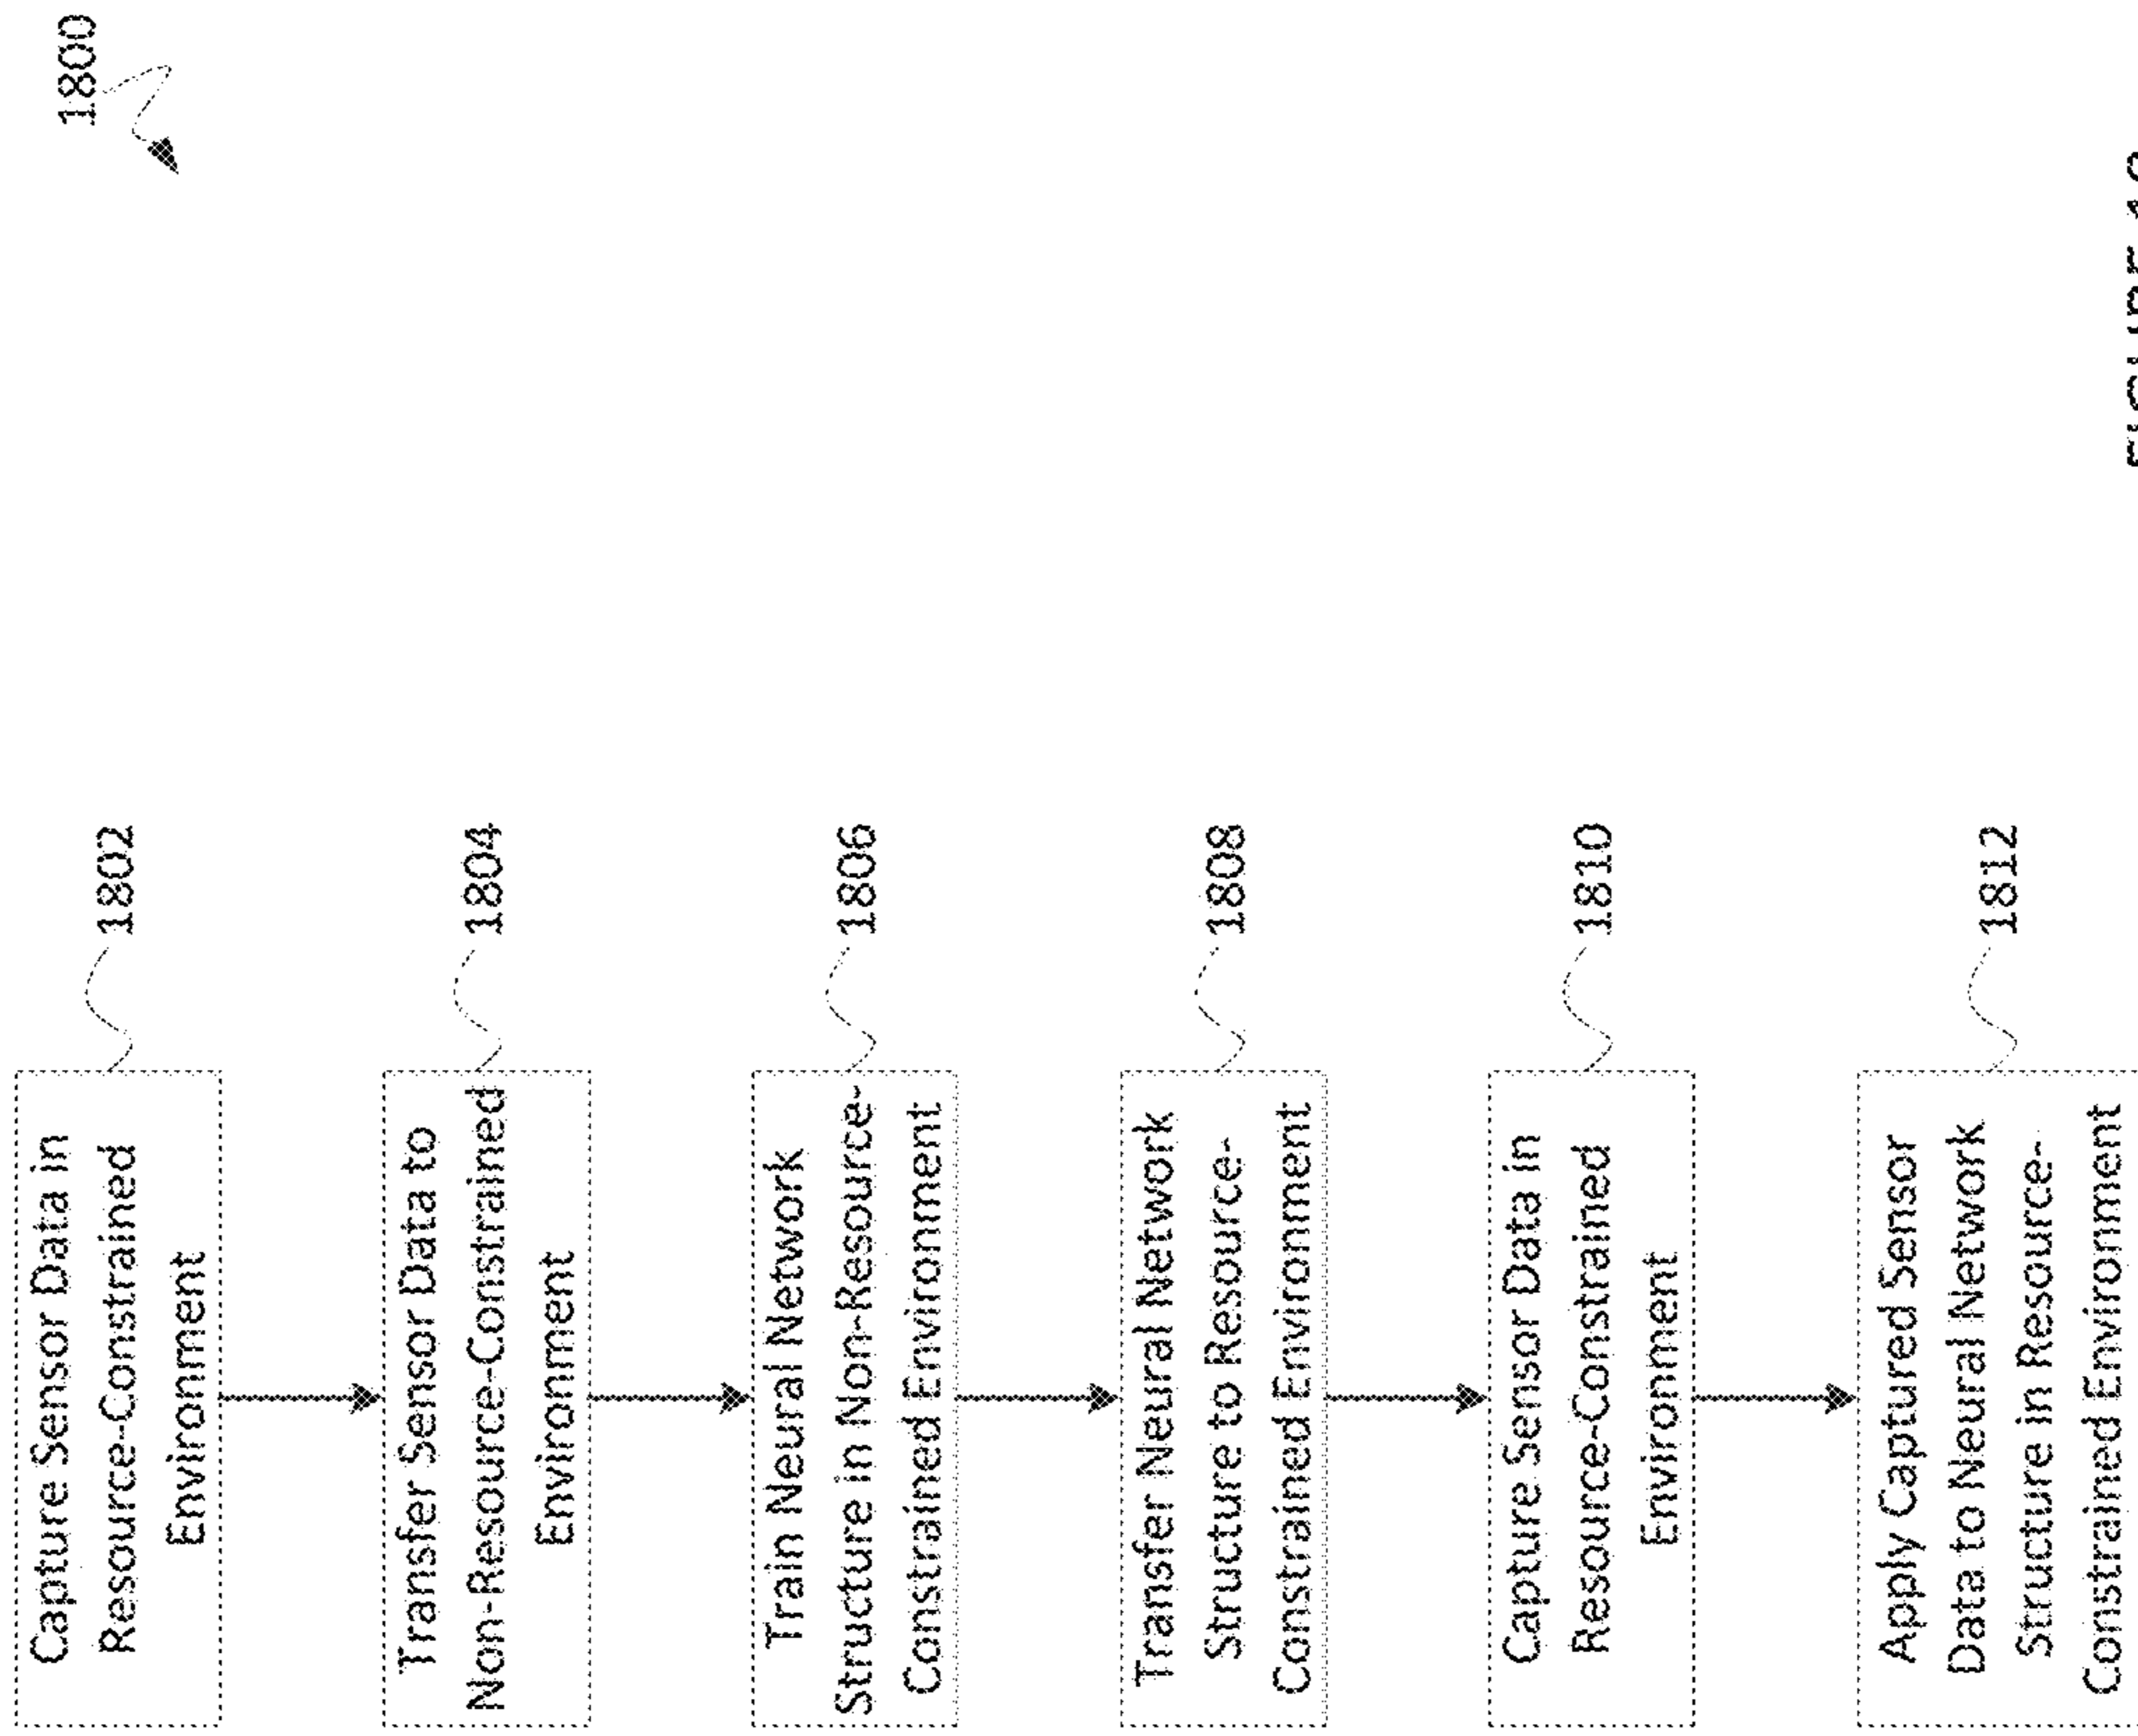 1800
Capture Sensor Data in
Resource-Constrained
Environment
1802
Transfer Sensor Data to
Non-Resource-Constrained
Environment
1804
Train Neural Network
Structure in Non-Resource-
Constrained Environment
1806
Transfer Neural Network
Structure to Resource-
Constrained Environment
1808
Capture Sensor Data in
Resource-Constrained
Environment
1810
Apply Captured Sensor
Data to Neural Network
Structure in Resource-
Constrained Environment
1812